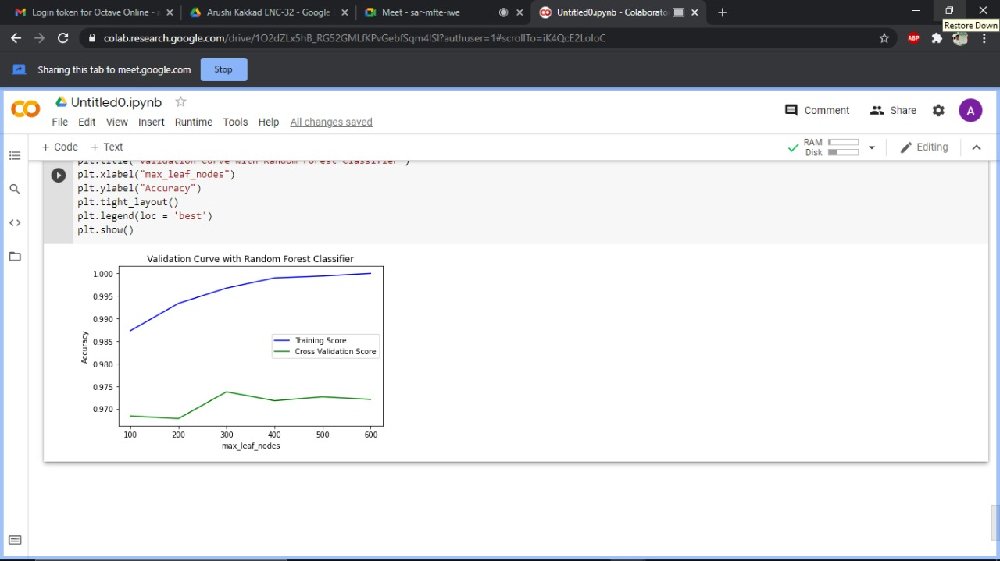 Login token for Octave Online - a
Arushi Kakkad ENC-32 - Google
Meet - sar-mfte-iwe
Untitled0.ipynb - Colaborato
Restore Down
colab.research.google.com/drive/1O2dZLx5hB_RG52GMLfKPvGebfSqm4ISl?authuser=1#scrollTo=iK4QcE2LoIoC
ABP
Sharing this tab to meet.google.com
Stop
Untitled0.ipynb
File Edit View Insert Runtime Tools Help All changes saved
Comment
Share
A
+ Code + Text
RAM
Disk
Editing
plt.title("Validation Curve with Random Forest Classifier")
plt.xlabel("max_leaf_nodes")
plt.ylabel("Accuracy")
plt.tight_layout()
plt.legend(loc = 'best')
plt.show()
Validation Curve with Random Forest Classifier
1.000
0.995
0.990
0.985
0.980
0.975
0.970
Accuracy
Training Score
Cross Validation Score
100 200 300 400 500 600
max_leaf_nodes